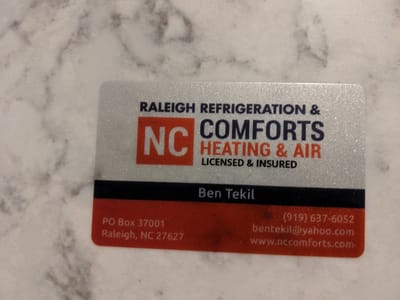 RALEIGH REFRIGERATION &
NC COMFORTS
HEATING & AIR
LICENSED & INSURED
Ben Tekil
PO Box 37001
Raleigh, NC 27627
(919) 637-6052
bentekil@yahoo.com
www.nccomforts.com